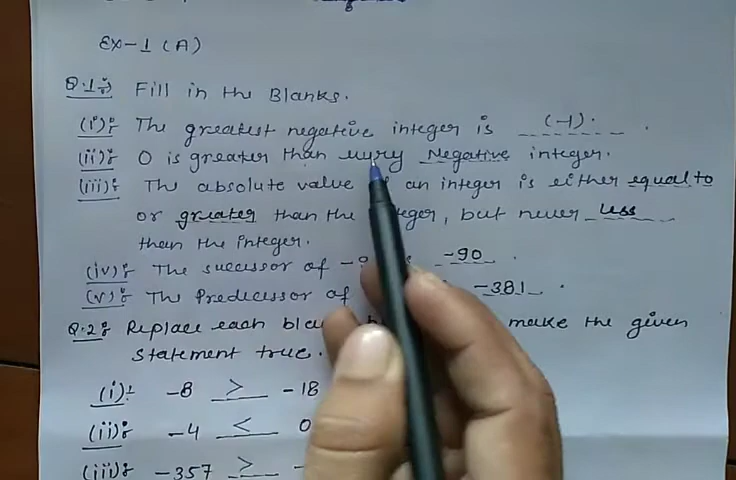 EX-1 (A)
Q.1 Fill in the Blanks.
(i) The greatest negative integer is (-1).
(ii) 0 is greater than every Negative integer.
(iii) The absolute value an integer is either equal to
or greater than the but never less
than the integer.
(iv) The successor of -90.
(v) The Predecessor of -381.
Q.2 Replace each make the given
statement true.
(i) -8 > -18
(ii) -4 < 0
(iii) -357 > -